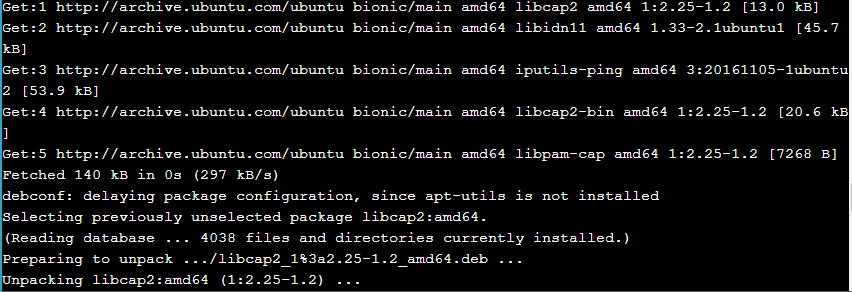 Get:1 http://archive.ubuntu.com/ubuntu bionic/main amd64 libcap2 amd64 1:2.25-1.2 [13.0 kB]
Get:2 http://archive.ubuntu.com/ubuntu bionic/main amd64 libidn11 amd64 1.33-2.1ubuntu1 [45.7
kB]
Get:3 http://archive.ubuntu.com/ubuntu bionic/main amd64 iputils-ping amd64 3:20161105-1ubuntu
2 [53.9 kB]
Get:4 http://archive.ubuntu.com/ubuntu bionic/main amd64 libcap2-bin amd64 1:2.25-1.2 [20.6 kB
]
Get:5 http://archive.ubuntu.com/ubuntu bionic/main amd64 libpam-cap amd64 1:2.25-1.2 [7268 B]
Fetched 140 kB in 0s (297 kB/s)
debconf: delaying package configuration, since apt-utils is not installed
Selecting previously unselected package libcap2:amd64.
(Reading database ... 4038 files and directories currently installed.)
Preparing to unpack .../libcap2_1%3a2.25-1.2_amd64.deb ...
Unpacking libcap2:amd64 (1:2.25-1.2) ...